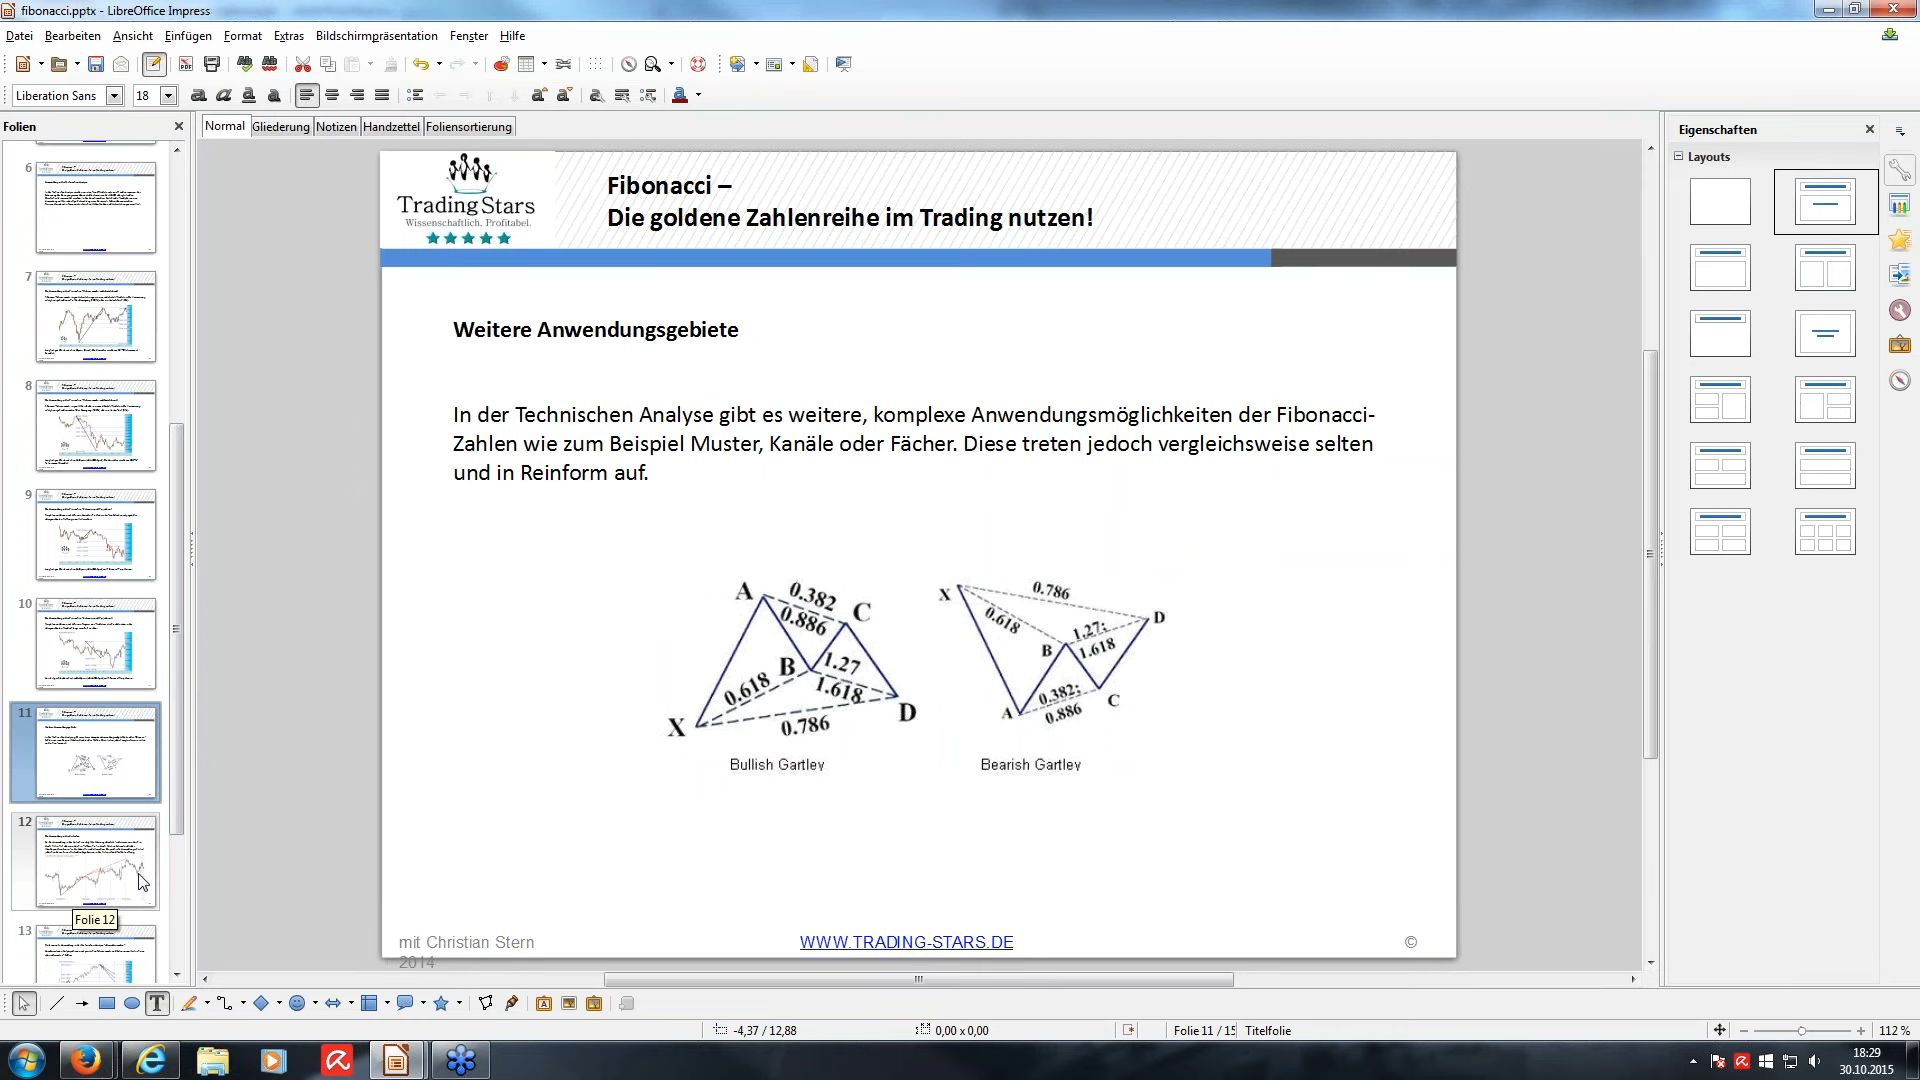 fibonacci.pptx - LibreOffice Impress
Datei Bearbeiten Ansicht Einfügen Format Extras Bildschirmpräsentation Fenster Hilfe
Liberation Sans 18
Folien
Normal Gliederung Notizen Handzettel Foliensortierung
Eigenschaften
Layouts
6
7
8
9
10
11
12
Folie 12
13
TradingStars
Wissenschaftlich. Profitabel.
Fibonacci –
Die goldene Zahlenreihe im Trading nutzen!
Weitere Anwendungsgebiete
In der Technischen Analyse gibt es weitere, komplexe Anwendungsmöglichkeiten der Fibonacci-
Zahlen wie zum Beispiel Muster, Kanäle oder Fächer. Diese treten jedoch vergleichsweise selten
und in Reinform auf.
A 0.382 C
0.886
B 1.27
0.618 1.618
X 0.786 D
Bullish Gartley
X 0.786 D
0.618 1.27;
B 1.618
0.382; C
A 0.886
Bearish Gartley
mit Christian Stern
2014
WWW.TRADING-STARS.DE
©
-4,37 / 12,88 0,00 x 0,00 Folie 11 / 15 Titelfolie 112 %
18:29
30.10.2015